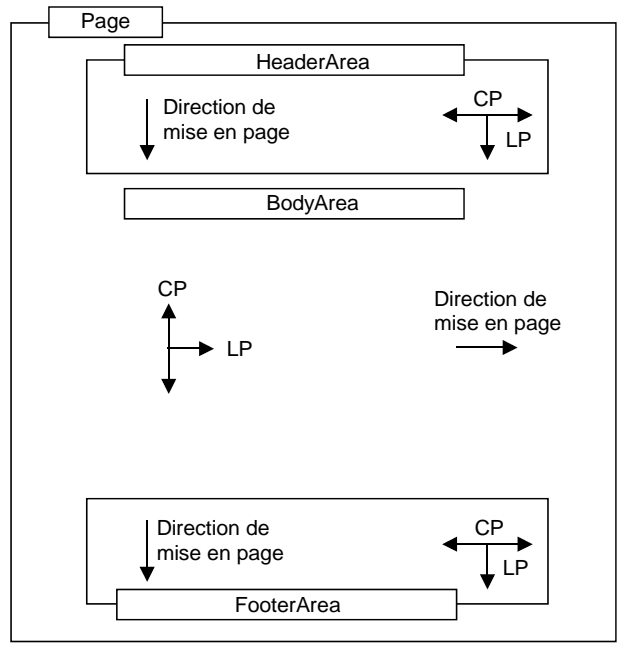 Page
HeaderArea
Direction de
mise en page
CP
LP
BodyArea
CP
LP
Direction de
mise en page
Direction de
mise en page
CP
LP
FooterArea